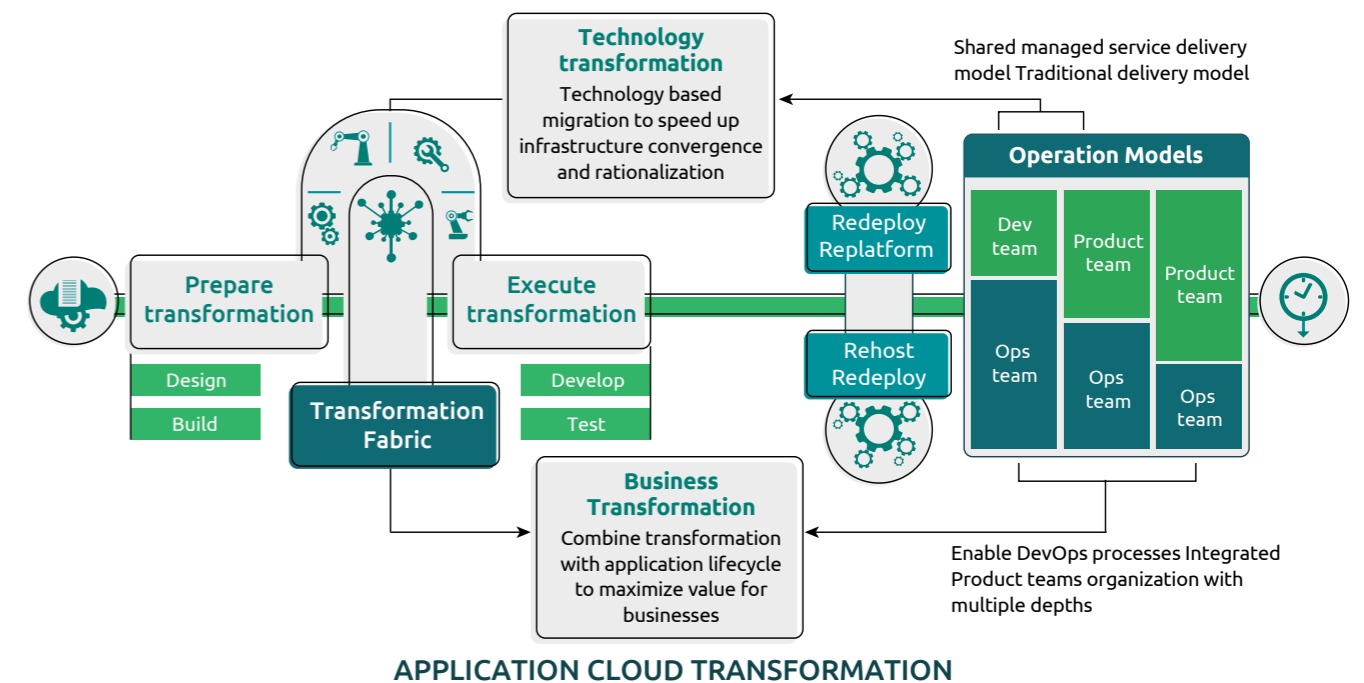 Technology
transformation
Technology based
migration to speed up
infrastructure convergence
and rationalization
Shared managed service delivery
model Traditional delivery model
Prepare
transformation
Design
Build
Transformation
Fabric
Execute
transformation
Develop
Test
Redeploy
Replatform
Rehost
Redeploy
Operation Models
Dev
team
Ops
team
Product
team
Ops
team
Product
team
Ops
team
Business
Transformation
Combine transformation
with application lifecycle
to maximize value for
businesses
Enable DevOps processes Integrated
Product teams organization with
multiple depths
APPLICATION CLOUD TRANSFORMATION